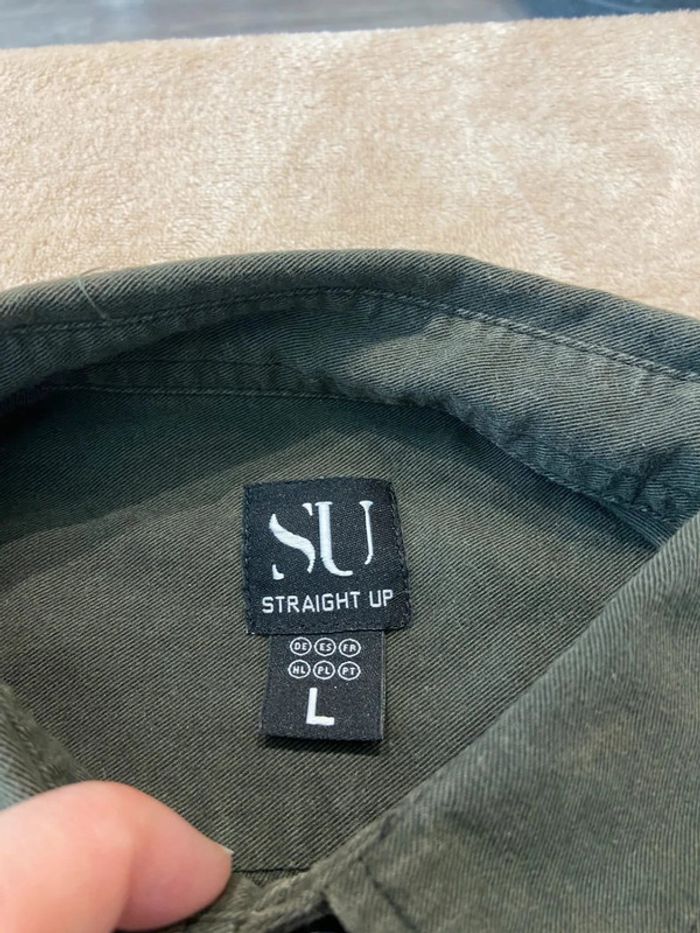 SU
STRAIGHT UP
DE ES FR
NL PL PT
L